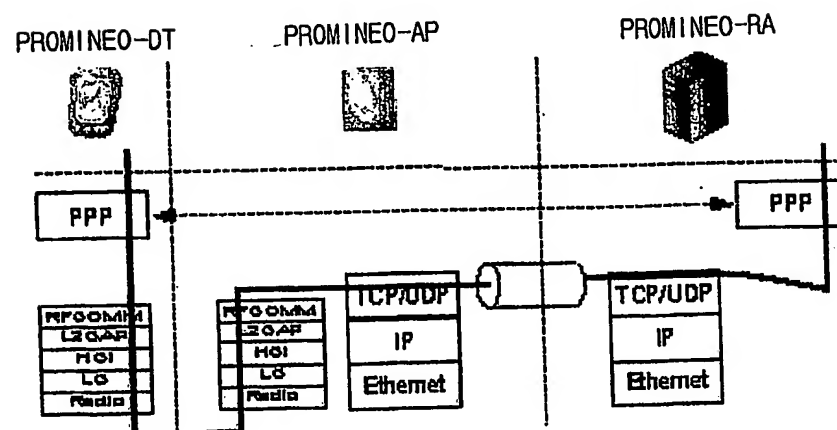 PROMINEO-DT
PROMINEO-AP
PROMINEO-RA
PPP
PPP
RFCOMM
L2CAP
HCI
LC
Radio
RFCOMM
L2CAP
HCI
LC
Radio
TCP/UDP
IP
Ethernet
TCP/UDP
IP
Ethernet